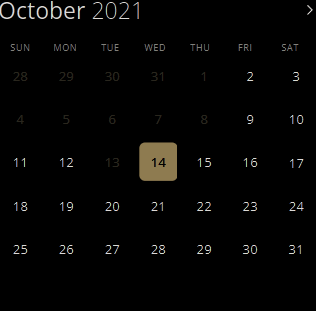 October 2021 >
SUN MON TUE WED THU FRI SAT
28 29 30 31 1 2 3
4 5 6 7 8 9 10
11 12 13 14 15 16 17
18 19 20 21 22 23 24
25 26 27 28 29 30 31